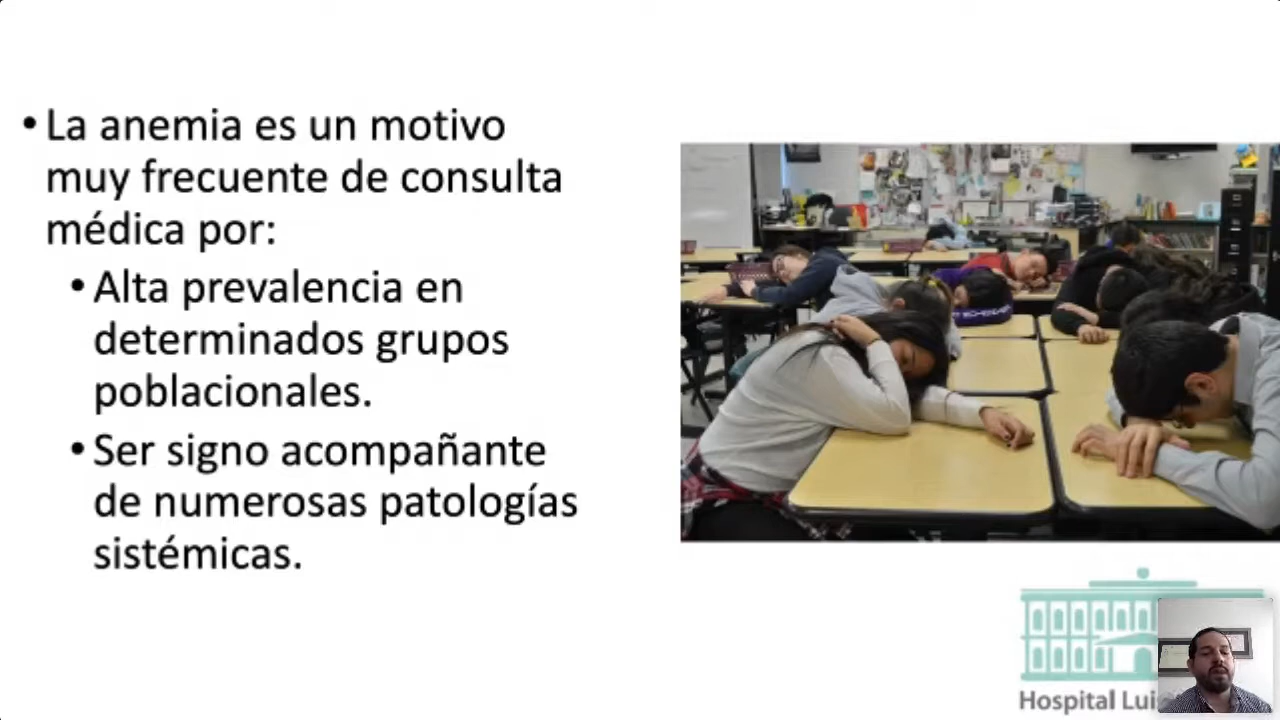 • La anemia es un motivo
muy frecuente de consulta
médica por:
• Alta prevalencia en
determinados grupos
poblacionales.
• Ser signo acompañante
de numerosas patologías
sistémicas.
Hospital